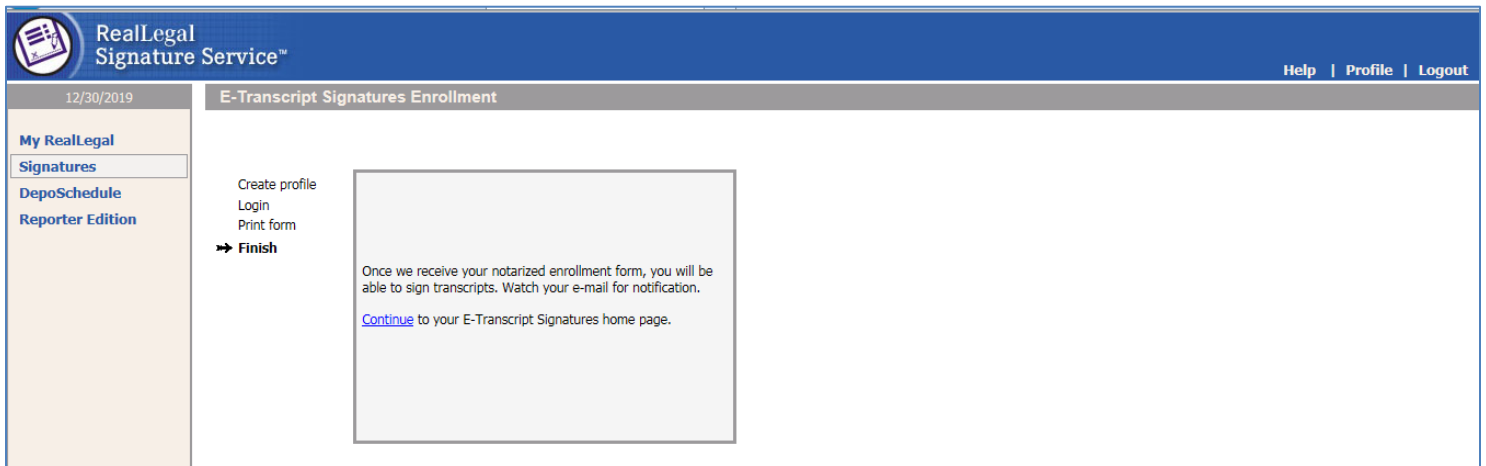 RealLegal
Signature Service™
Help | Profile | Logout
12/30/2019
E-Transcript Signatures Enrollment
My RealLegal
Signatures
DepoSchedule
Reporter Edition
Create profile
Login
Print form
Finish
Once we receive your notarized enrollment form, you will be
able to sign transcripts. Watch your e-mail for notification.
Continue to your E-Transcript Signatures home page.